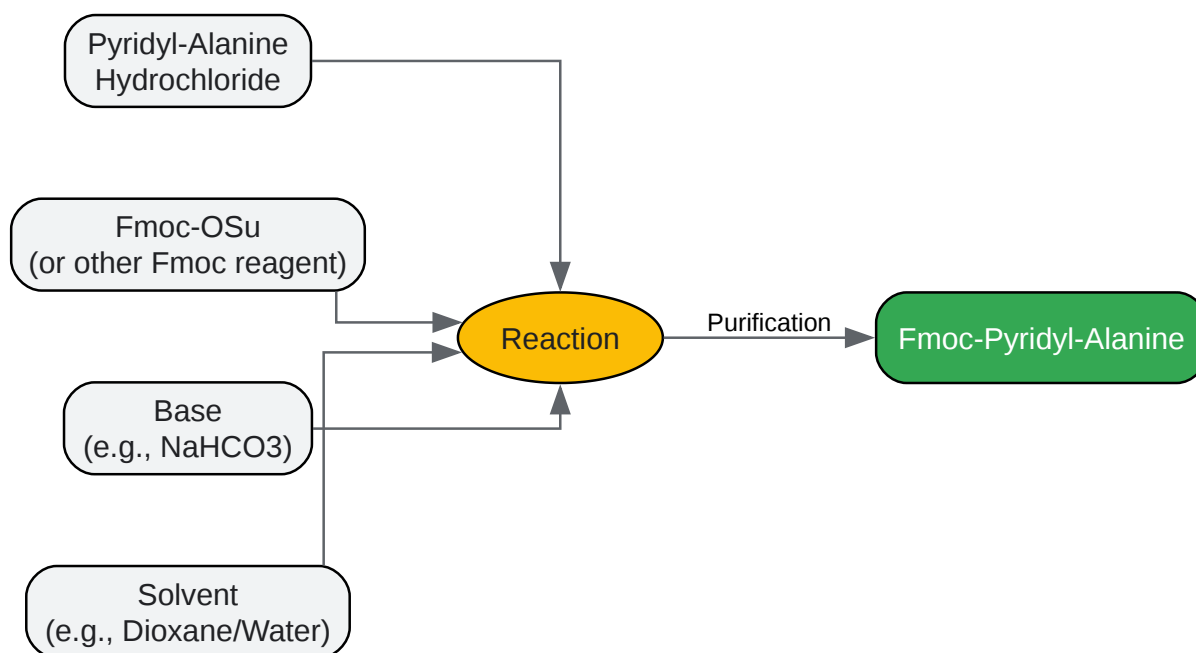 Pyridyl-Alanine
Hydrochloride
Fmoc-OSu
(or other Fmoc reagent)
Reaction
Purification
Fmoc-Pyridyl-Alanine
Base
(e.g., NaHCO3)
Solvent
(e.g., Dioxane/Water)